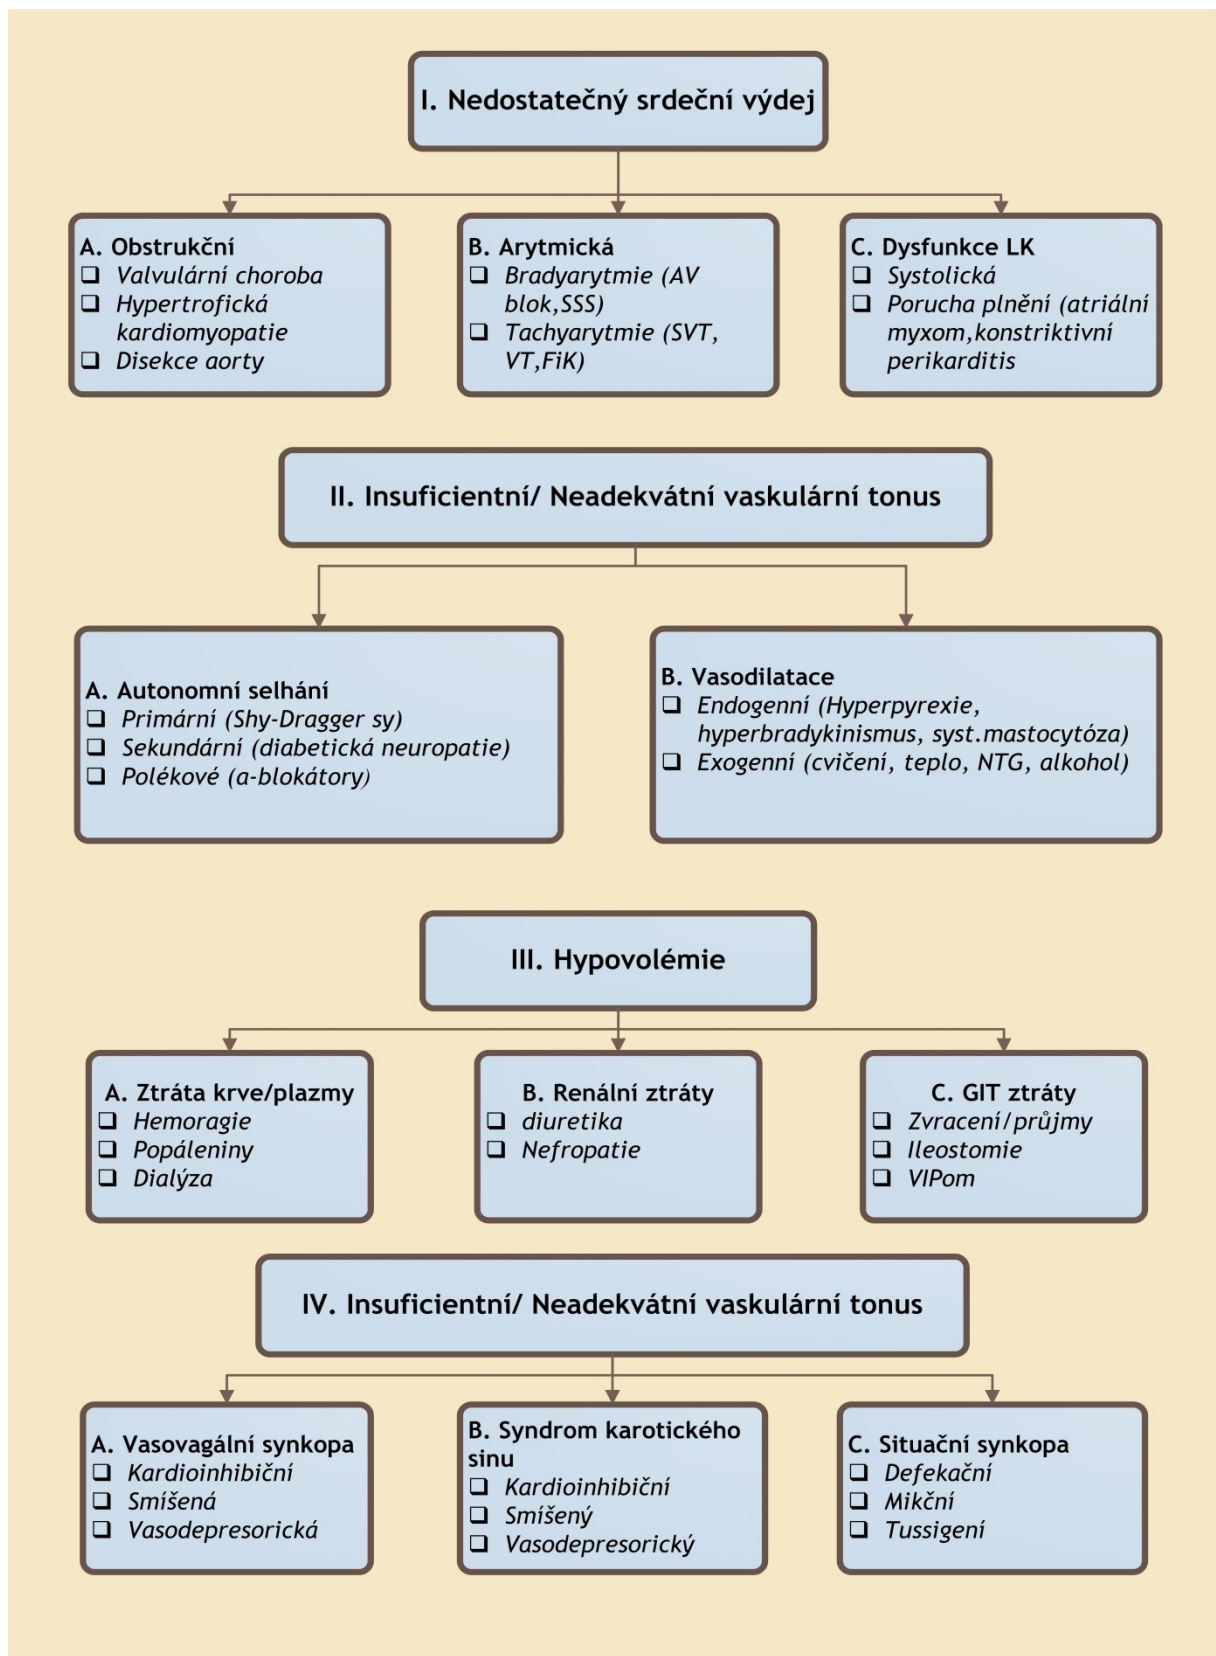 I. Nedostatečný srdeční výdej
A. Obstrukční
❑ Valvulární choroba
❑ Hypertrofická
kardiomyopatie
❑ Disekce aorty
B. Arytmická
❑ Bradyarytmie (AV
blok,SSS)
❑ Tachyarytmie (SVT,
VT,FiK)
C. Dysfunkce LK
❑ Systolická
❑ Porucha plnění (atriální
myxom,konstriktivní
perikarditis
II. Insuficientní/ Neadekvátní vaskulární tonus
A. Autonomní selhání
❑ Primární (Shy-Dragger sy)
❑ Sekundární (diabetická neuropatie)
❑ Polékové (a-blokátory)
B. Vasodilatace
❑ Endogenní (Hyperpyrexie,
hyperbradykinismus, syst.mastocytóza)
❑ Exogenní (cvičení, teplo, NTG, alkohol)
III. Hypovolémie
A. Ztráta krve/plazmy
❑ Hemoragie
❑ Popáleniny
❑ Dialýza
B. Renální ztráty
❑ diuretika
❑ Nefropatie
C. GIT ztráty
❑ Zvracení/průjmy
❑ Ileostomie
❑ VIPom
IV. Insuficientní/ Neadekvátní vaskulární tonus
A. Vasovagální synkopa
❑ Kardioinhibiční
❑ Smíšená
❑ Vasodepresorická
B. Syndrom karotického
sinu
❑ Kardioinhibiční
❑ Smíšený
❑ Vasodepresorický
C. Situační synkopa
❑ Defekační
❑ Mikční
❑ Tussigení